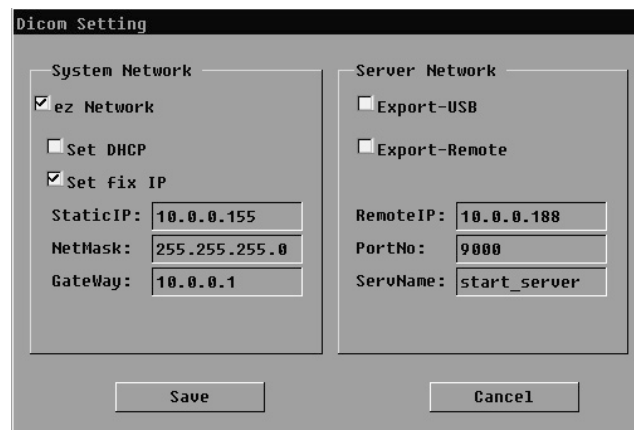 Dicom Setting
System Network
ez Network
Set DHCP
Set fix IP
StaticIP: 10.0.0.155
NetMask: 255.255.255.0
GateWay: 10.0.0.1
Server Network
Export-USB
Export-Remote
RemoteIP: 10.0.0.188
PortNo: 9000
ServName: start_server
Save
Cancel